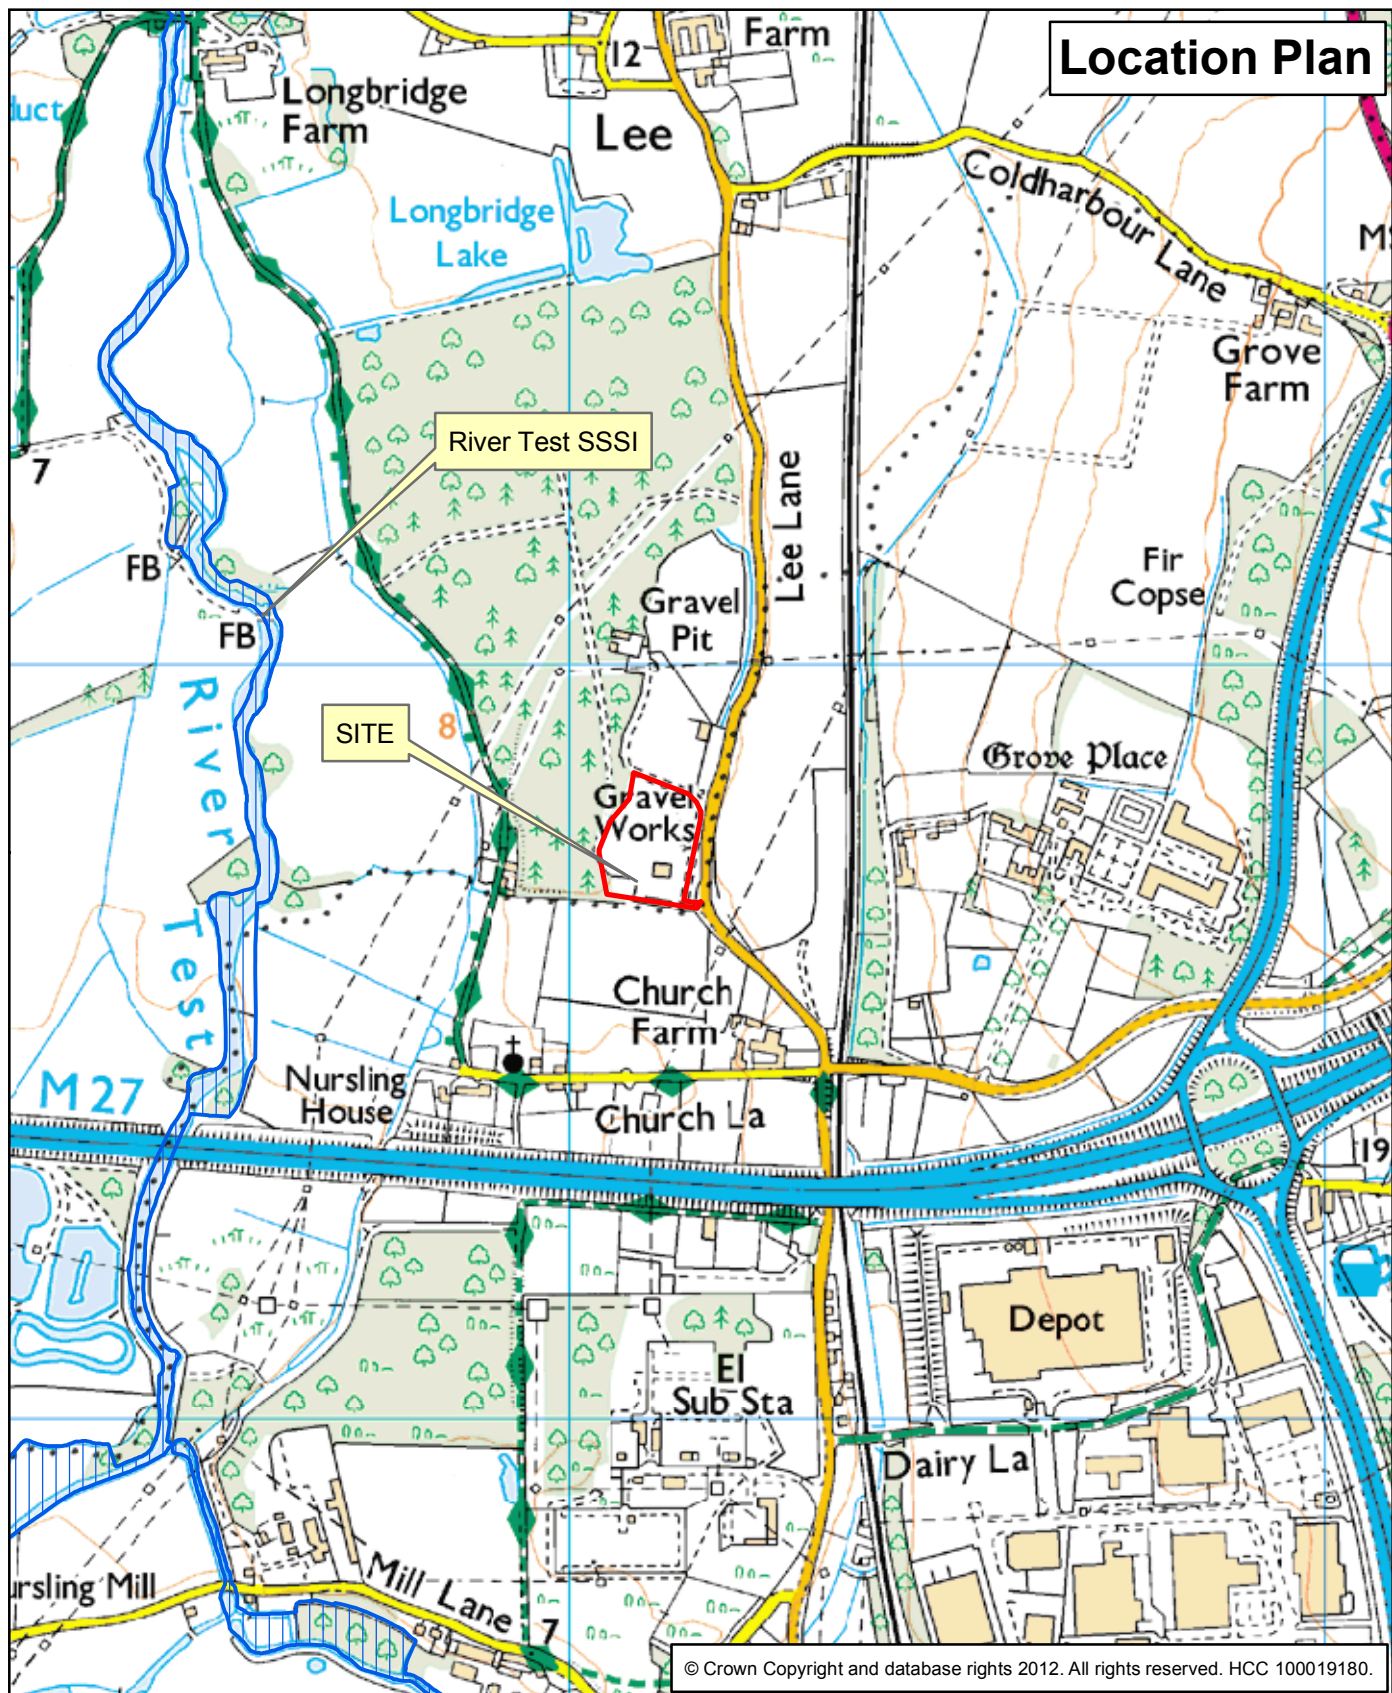 Location Plan
Farm
12
Longbridge
Farm
Lee
duct
Longbridge
Lake
Coldharbour Lane
Grove
Farm
River Test SSSI
7
Lee Lane
FB
Fir
Copse
Gravel
Pit
FB
River Test
8
SITE
Grove Place
Gravel
Works
Church
Farm
M 27
Nursling
House
Church La
19
Depot
El
Sub Sta
Dairy La
ursling Mill
Mill Lane
7
© Crown Copyright and database rights 2012. All rights reserved. HCC 100019180.